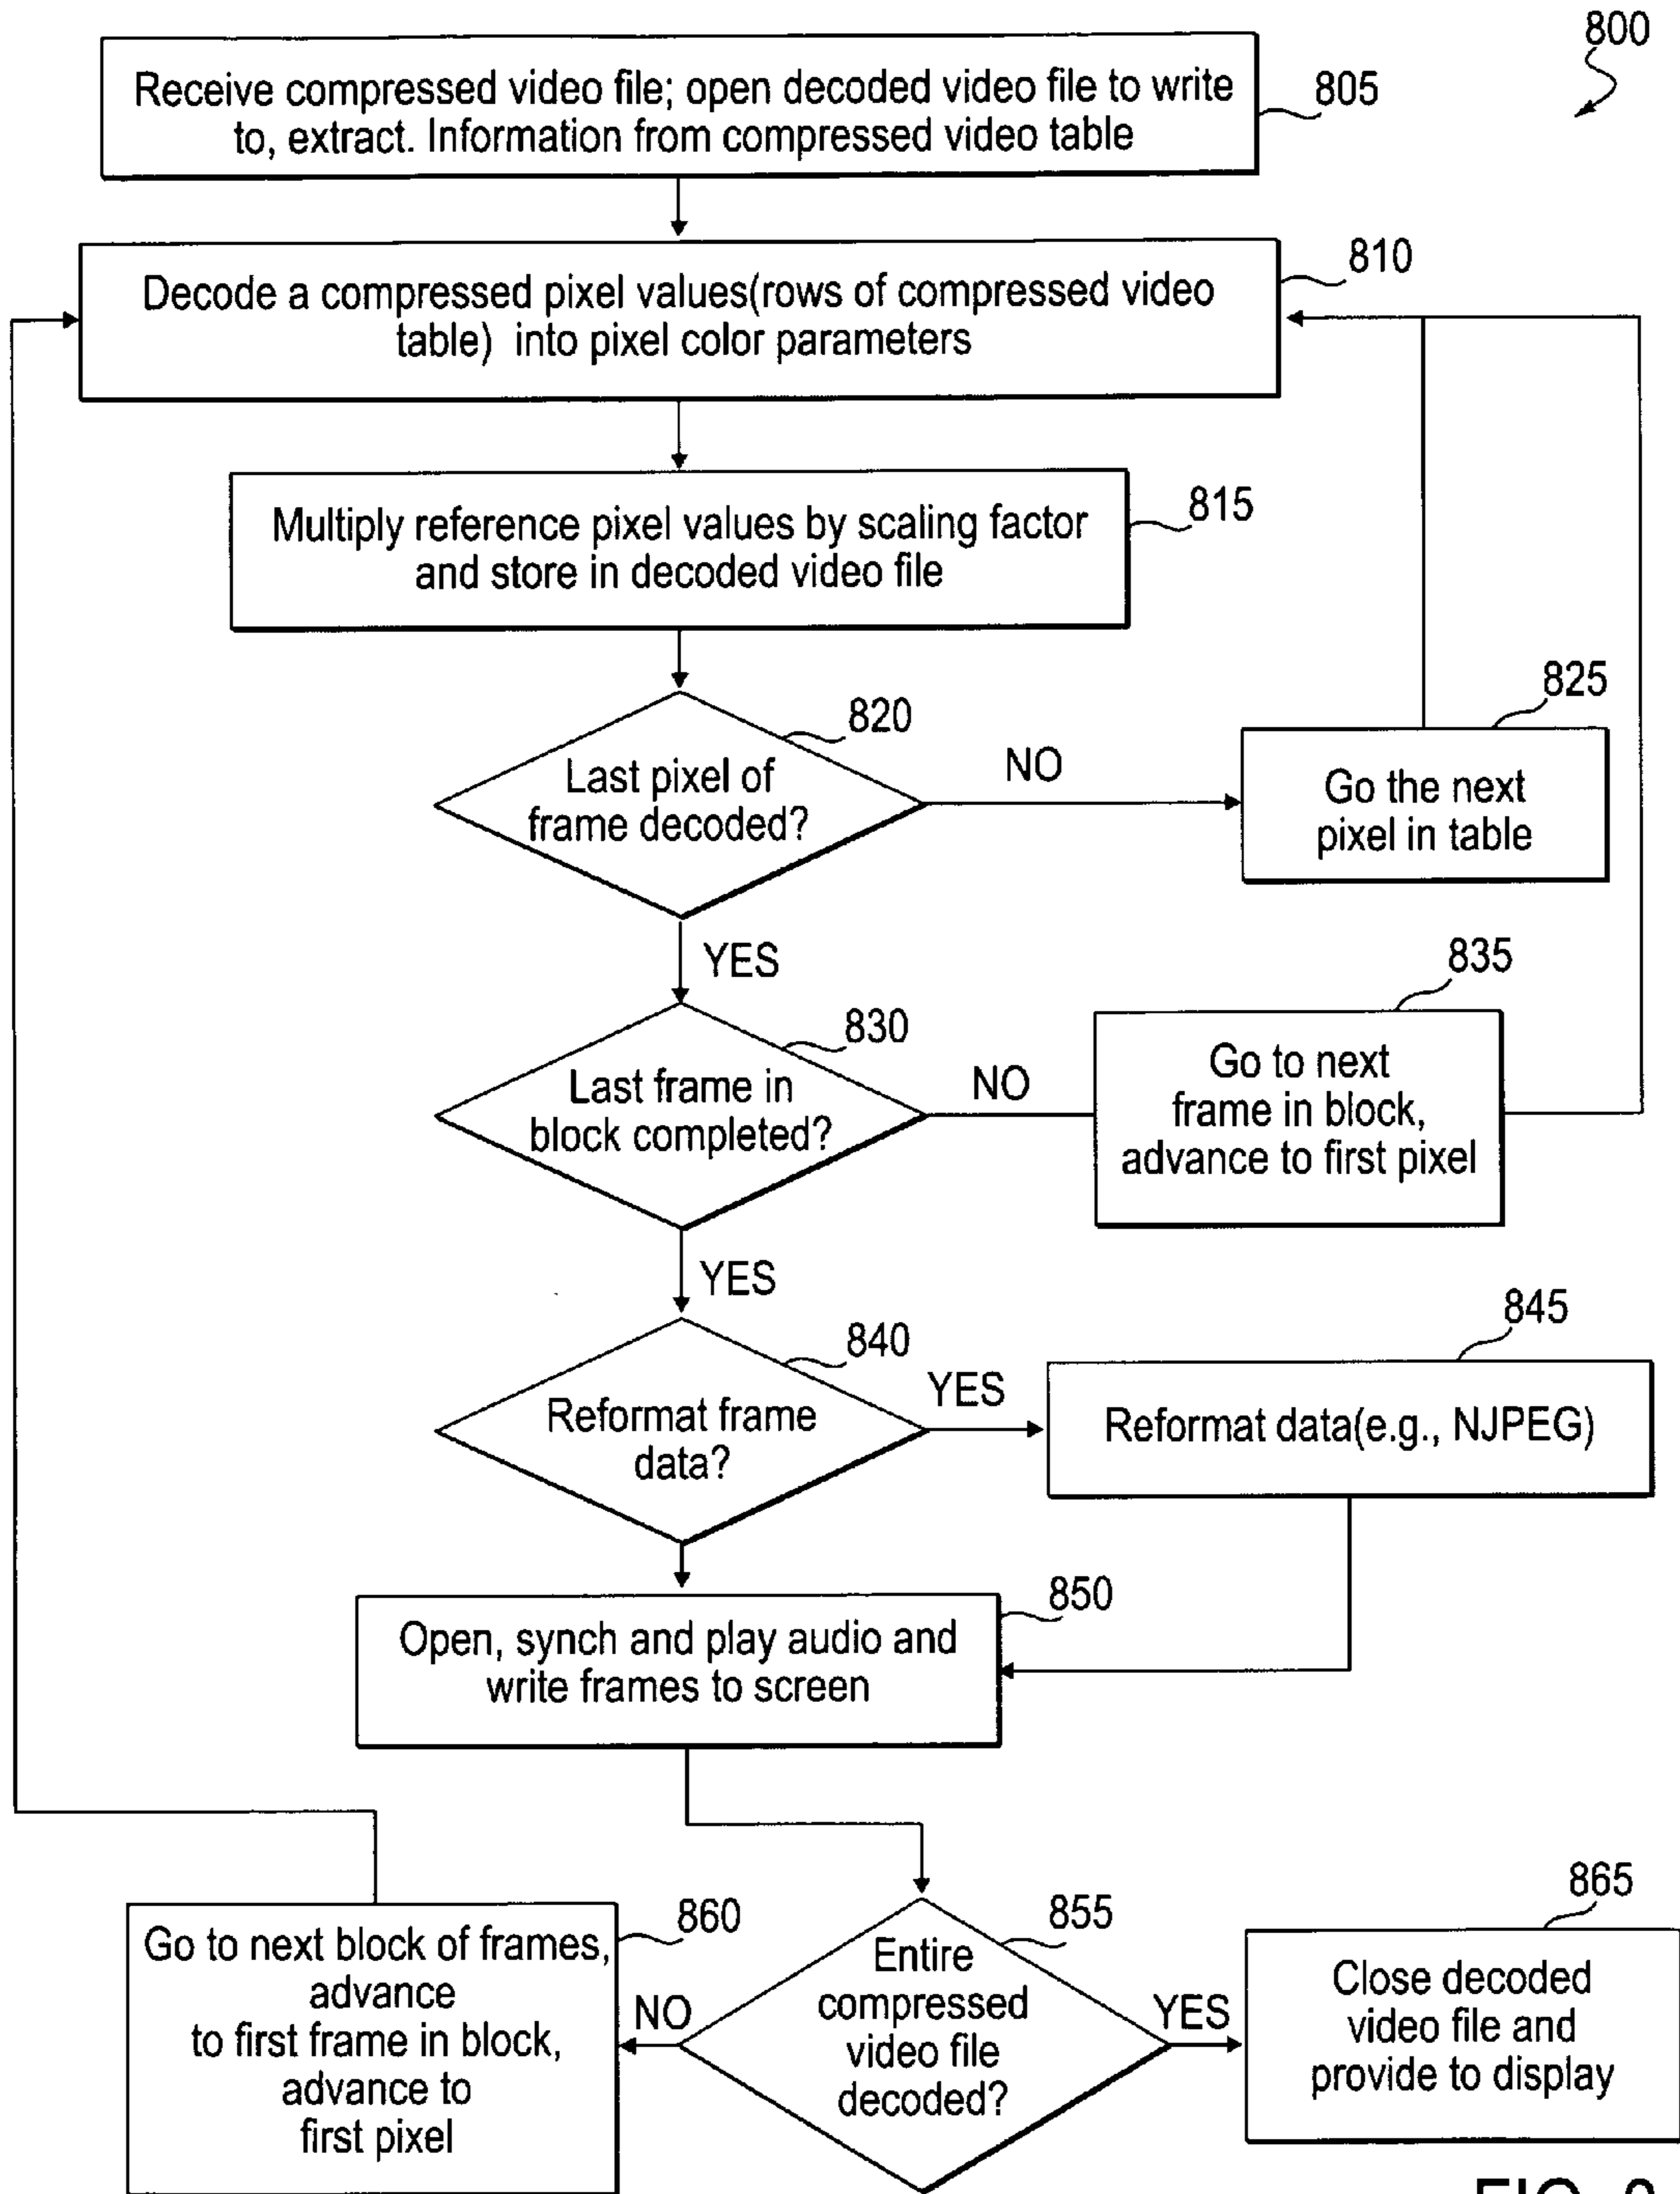 800
Receive compressed video file; open decoded video file to write
to, extract. Information from compressed video table
805
810
Decode a compressed pixel values(rows of compressed video
table) into pixel color parameters
Multiply reference pixel values by scaling factor
and store in decoded video file
815
820
Last pixel of
frame decoded?
NO
825
Go the next
pixel in table
YES
830
Last frame in
block completed?
NO
835
Go to next
frame in block,
advance to first pixel
YES
840
Reformat frame
data?
YES
845
Reformat data(e.g., NJPEG)
850
Open, synch and play audio and
write frames to screen
860
Go to next block of frames,
advance
to first frame in block,
advance to
first pixel
NO
855
Entire
compressed
video file
decoded?
YES
865
Close decoded
video file and
provide to display